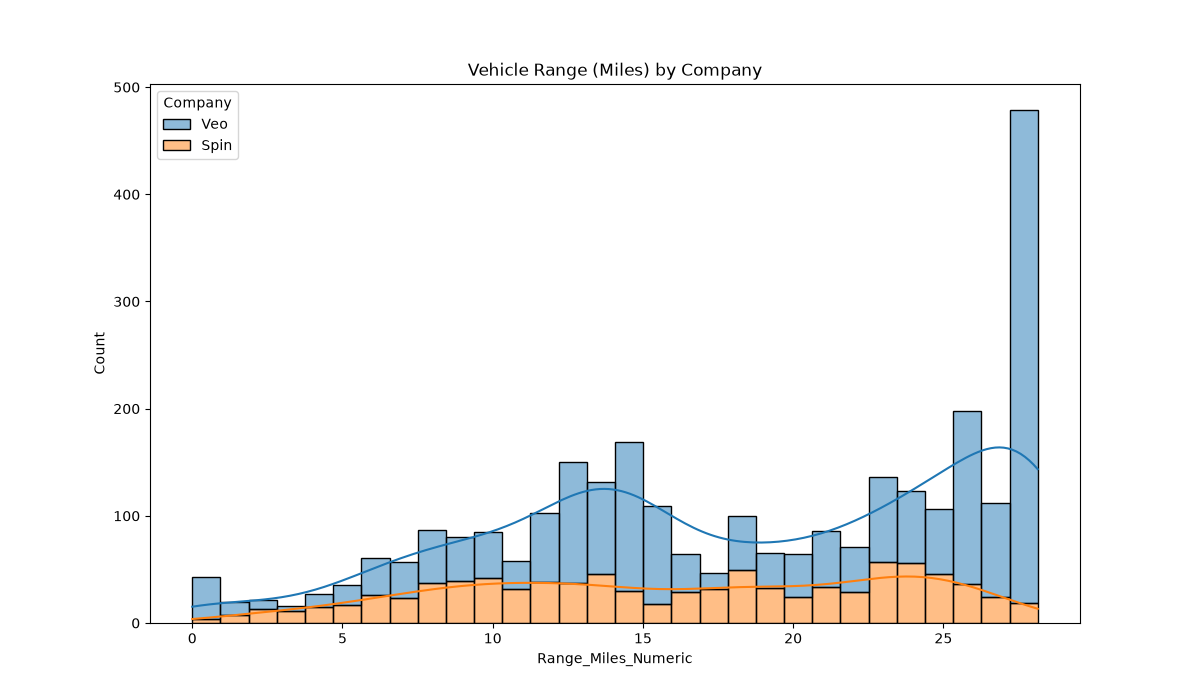 Vehicle Range (Miles) by Company
Company
Veo
Spin
500
400
300
200
100
0
Count
0 5 10 15 20 25
Range_Miles_Numeric